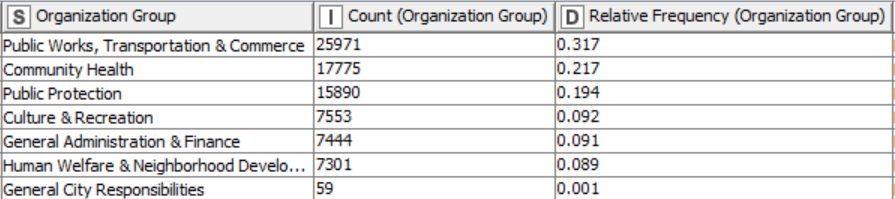 S Organization Group I Count (Organization Group) D Relative Frequency (Organization Group)
Public Works, Transportation & Commerce 25971 0.317
Community Health 17775 0.217
Public Protection 15890 0.194
Culture & Recreation 7553 0.092
General Administration & Finance 7444 0.091
Human Welfare & Neighborhood Develo... 7301 0.089
General City Responsibilities 59 0.001